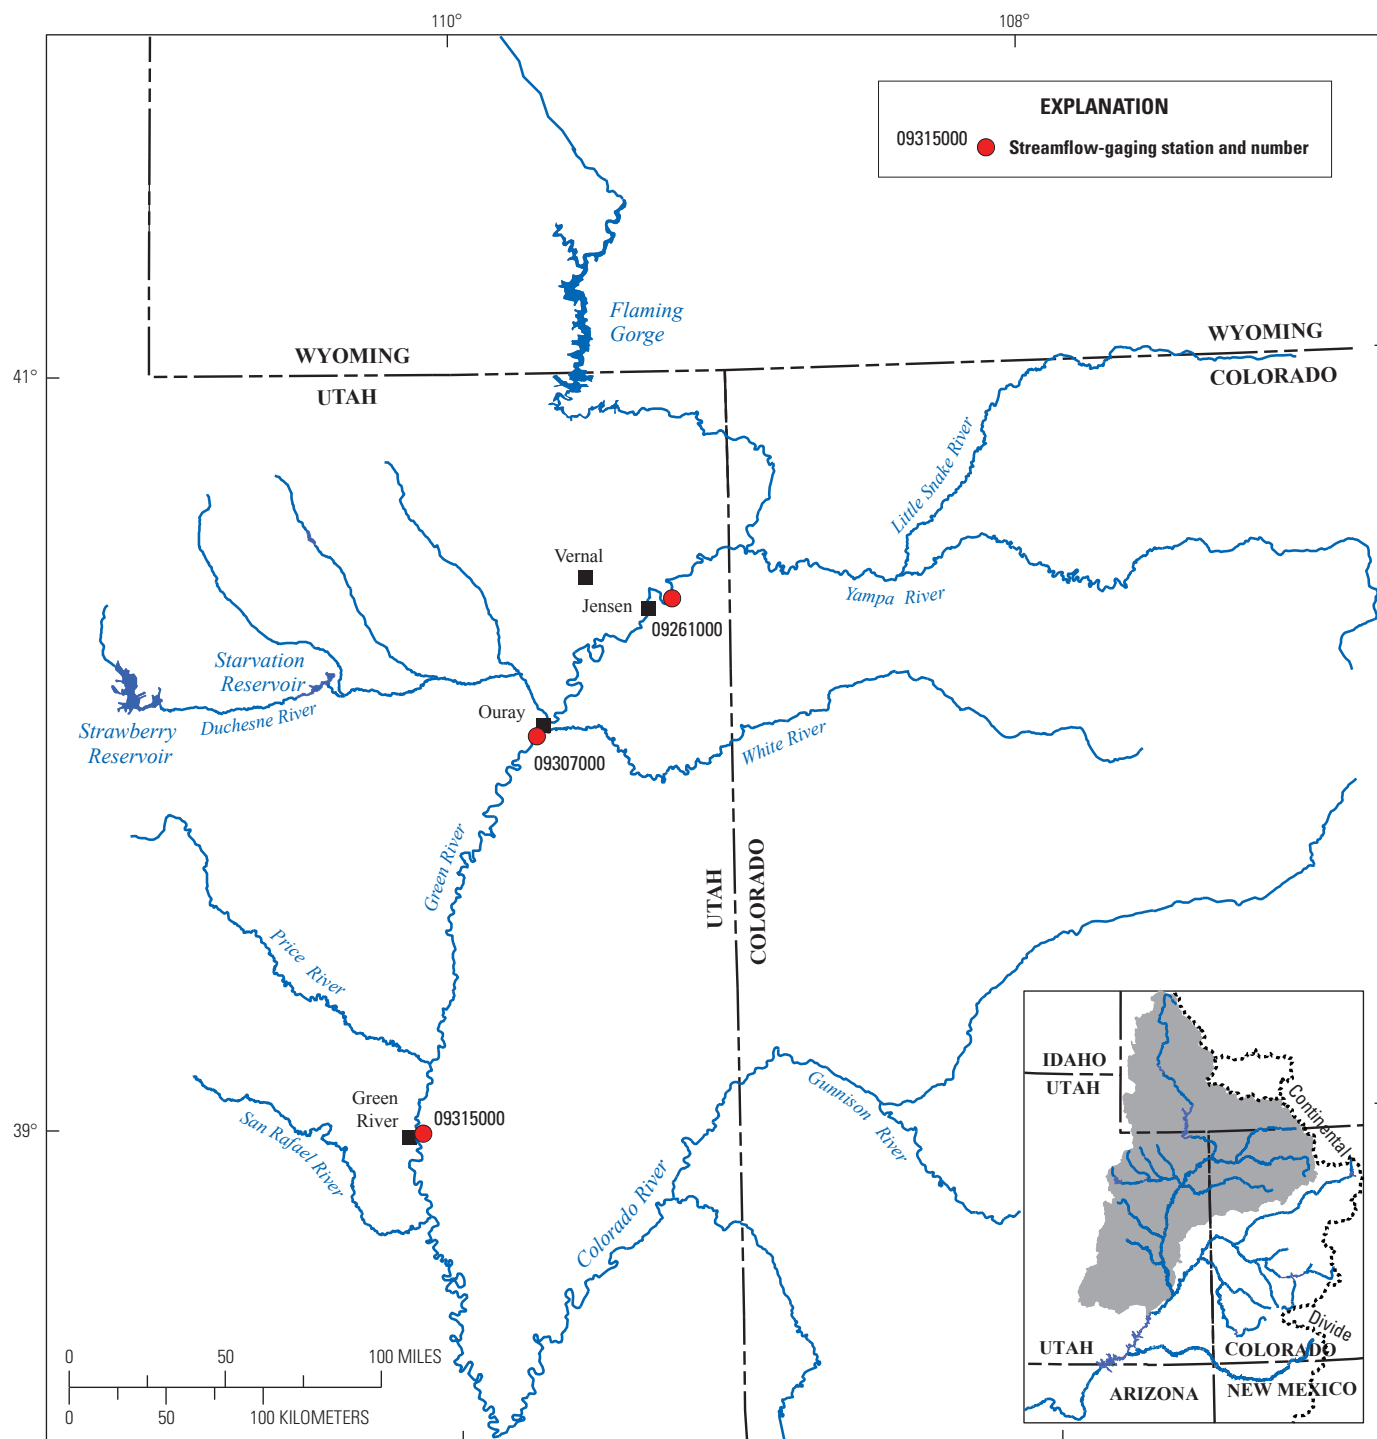 110°
108°
EXPLANATION
09315000
Streamflow-gaging station and number
Flaming
Gorge
WYOMING
UTAH
WYOMING
COLORADO
41°
Little Snake River
Vernal
Jensen
09261000
Yampa River
Starvation
Reservoir
Strawberry
Reservoir
Duchesne River
Ouray
09307000
White River
Green River
UTAH
COLORADO
Price River
Green
River
09315000
San Rafael River
39°
Gunnison River
Colorado River
0 50 100 MILES
0 50 100 KILOMETERS
IDAHO
UTAH
Continental
Divide
UTAH
COLORADO
ARIZONA
NEW MEXICO